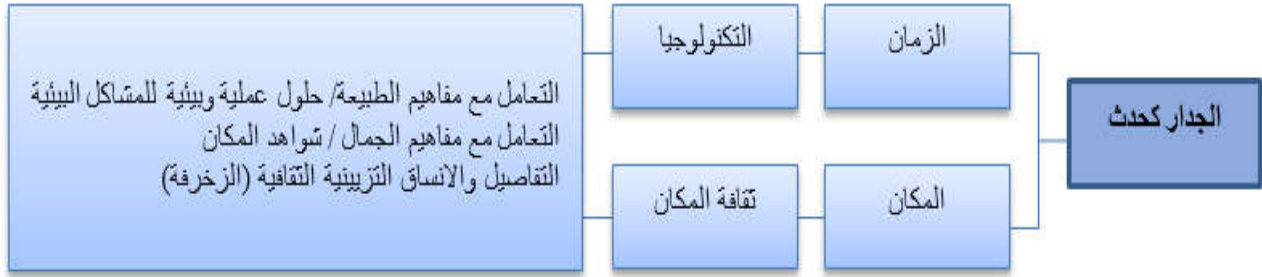 الجدار كحدث
الزمان
التكنولوجيا
المكان
ثقافة المكان
التعامل مع مفاهيم الطبيعة/ حلول عملية وبيئية للمشاكل البيئية
التعامل مع مفاهيم الجمال / شواهد المكان
التفاصيل والانساق التزيينية الثقافية (الزخرفة)